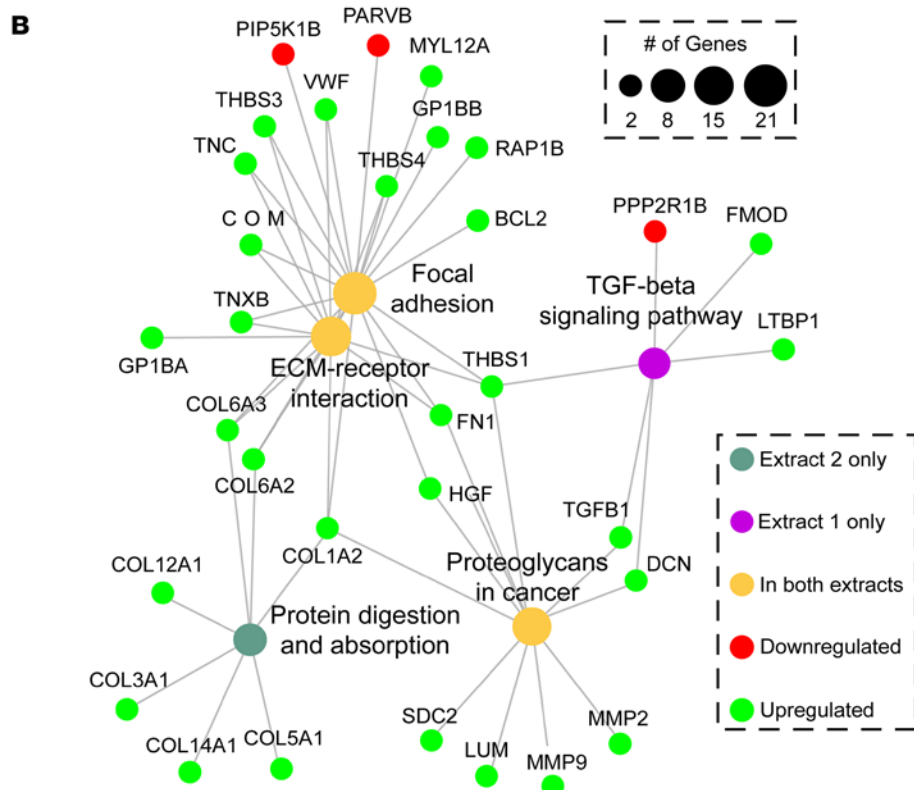 B
PIP5K1B
PARVB
MYL12A
VWF
THBS3
GP1BB
TNC
THBS4
RAP1B
C O M
BCL2
TNXB
GP1BA
Focal
adhesion
ECM-receptor
interaction
COL6A3
COL6A2
THBS1
FN1
HGF
COL1A2
# of Genes
2 8 15 21
PPP2R1B
FMOD
TGF-beta
signaling pathway
LTBP1
TGFB1
DCN
Proteoglycans
in cancer
COL12A1
Protein digestion
and absorption
COL3A1
COL14A1
COL5A1
SDC2
LUM
MMP9
MMP2
Extract 2 only
Extract 1 only
In both extracts
Downregulated
Upregulated